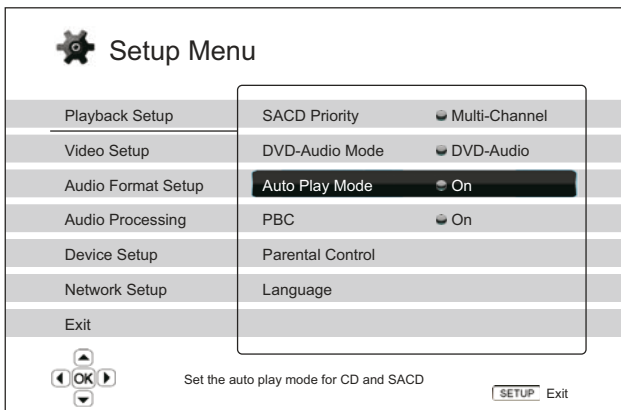 Setup Menu
Playback Setup SACD Priority Multi-Channel
Video Setup DVD-Audio Mode DVD-Audio
Audio Format Setup Auto Play Mode On
Audio Processing PBC On
Device Setup Parental Control
Network Setup Language
Exit
OK Set the auto play mode for CD and SACD
SETUP Exit